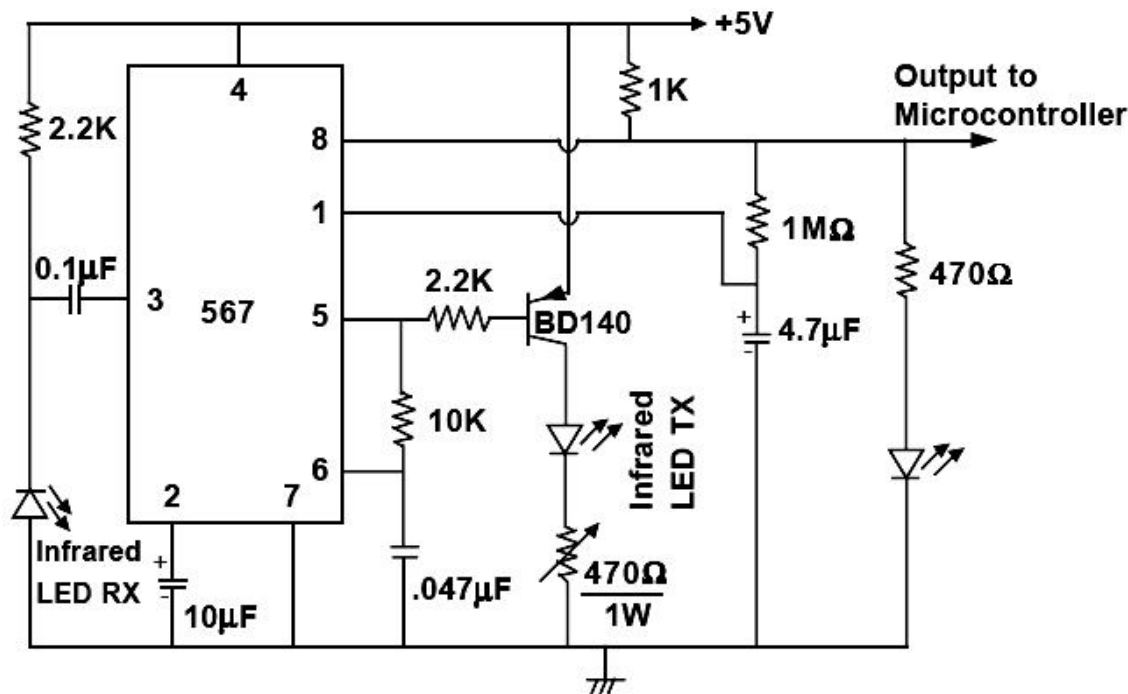 +5V
4
2.2K
1K
Output to
Microcontroller
8
1
1MΩ
470Ω
0.1μF
3
567
5
2.2K
BD140
+
4.7μF
-
10K
Infrared
LED TX
6
2
7
Infrared
LED RX
+
10μF
-
.047μF
470Ω
1W